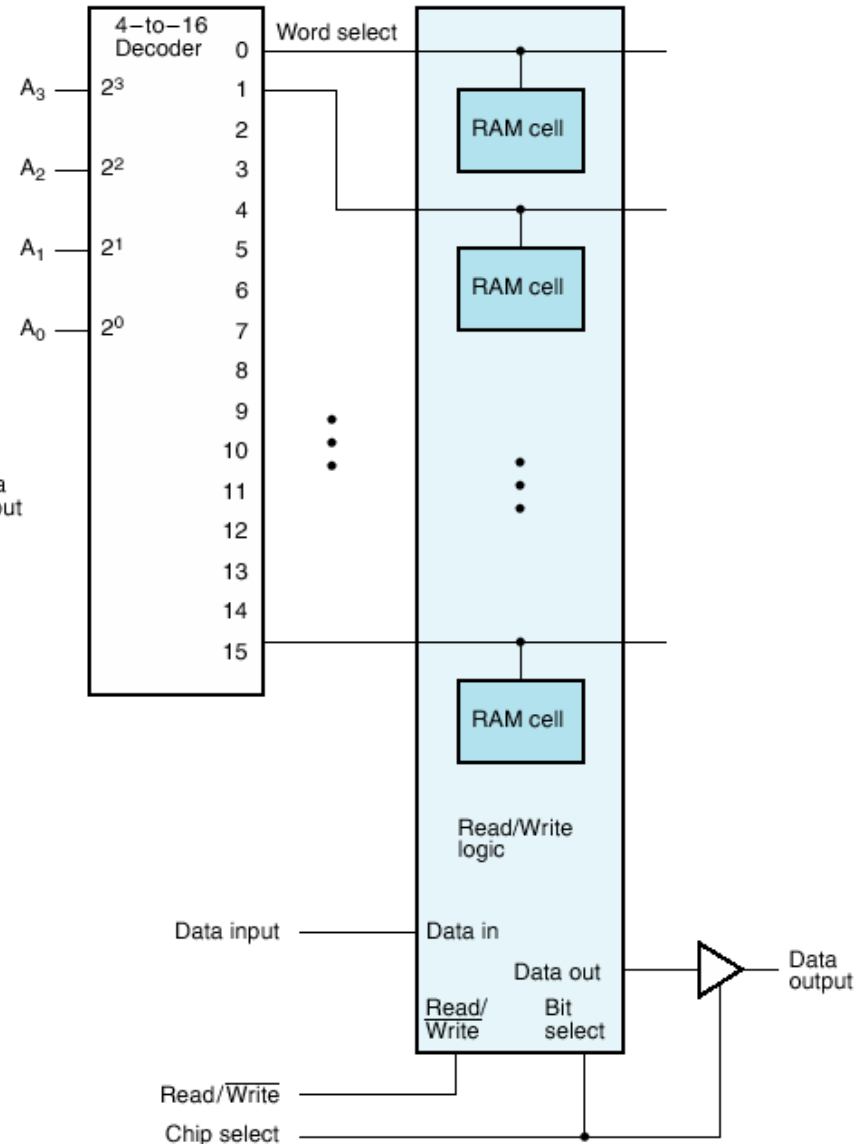 4–to–16
Decoder
Word select
0
A₃
2³
1
RAM cell
2
A₂
2²
3
4
A₁
2¹
5
RAM cell
6
A₀
2⁰
7
8
9
10
11
12
13
14
15
RAM cell
Read/Write
logic
Data input
Data in
Data out
Data
output
Read/
Write
Bit
select
Read/Write
Chip select